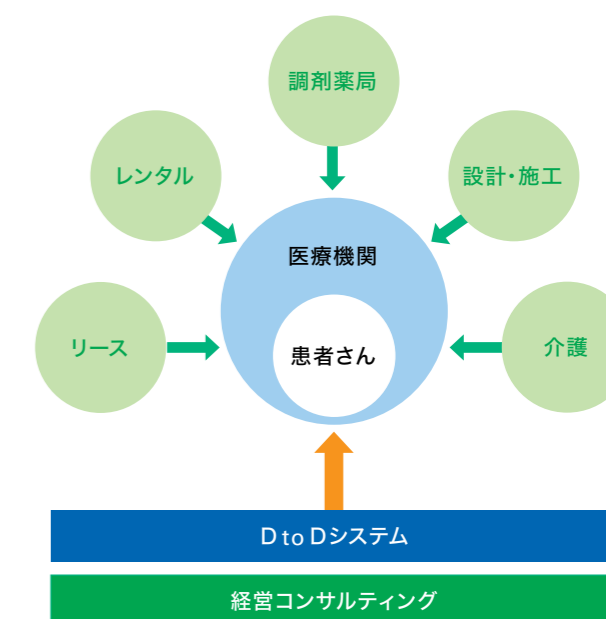 調剤薬局
レンタル
設計・施工
医療機関
リース
患者さん
介護
D to Dシステム
経営コンサルティング